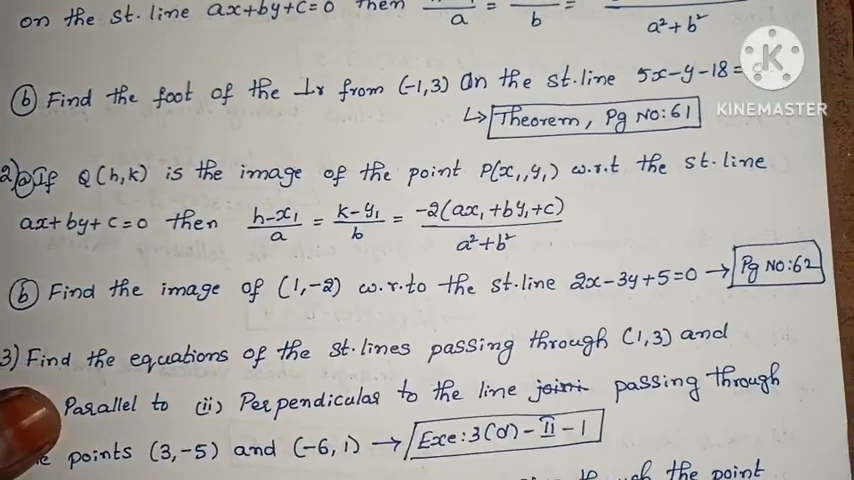 on the st. line ax+by+c=0 then a = b = a²+b²
ⓑ Find the foot of the ⊥r from (-1,3) on the st.line 5x-y-18=
↳ Theorem, Pg No:61
K
KINEMASTER
2) ⓐ If Q(h,k) is the image of the point P(x₁,y₁) w.r.t the st. line
ax+by+c=0 then h-x₁/a = k-y₁/b = -2(ax₁+by₁+c)/a²+b²
ⓑ Find the image of (1,-2) w.r.to the st.line 2x-3y+5=0 → Pg No:62
3) Find the equations of the st.lines passing through (1,3) and
Parallel to (ii) Perpendicular to the line passing through
points (3,-5) and (-6,1) → Exe:3(a)-II-1
the point